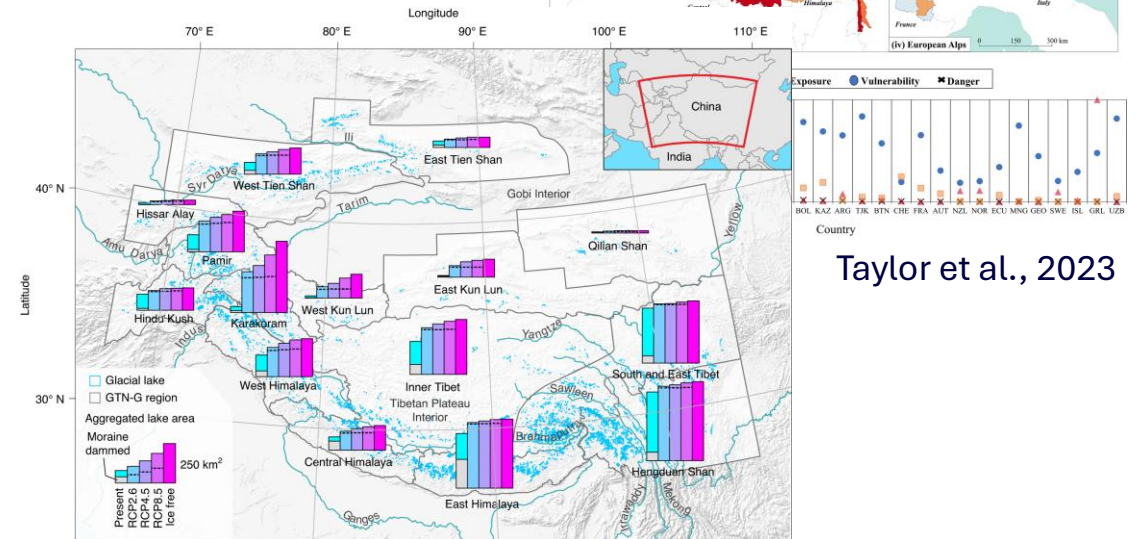 Longitude
70° E
80° E
90° E
100° E
110° E
Latitude
40° N
30° N
Ili
East Tien Shan
Syr Darya
West Tien Shan
Gobi Interior
Hissar Alay
Tarim
Amu Darya
Pamir
Qilian Shan
Yellow
East Kun Lun
West Kun Lun
Hindu Kush
Karakoram
Indus
Yangtze
West Himalaya
Inner Tibet
South and East Tibet
Tibetan Plateau
Interior
Salween
Brahmaputra
Central Himalaya
Hengduan Shan
East Himalaya
Ganges
Irrawaddy
Mekong
China
India
Glacial lake
GTN-G region
Aggregated lake area
Moraine
dammed
250 km²
Present
RCP2.6
RCP4.5
RCP8.5
Ice free
Himalaya
France
Italy
0 150 300 km
(iv) European Alps
Exposure Vulnerability Danger
BOL KAZ ARG TJK BTN CHE FRA AUT NZL NOR ECU MNG GEO SWE ISL GRL UZB
Country
Taylor et al., 2023